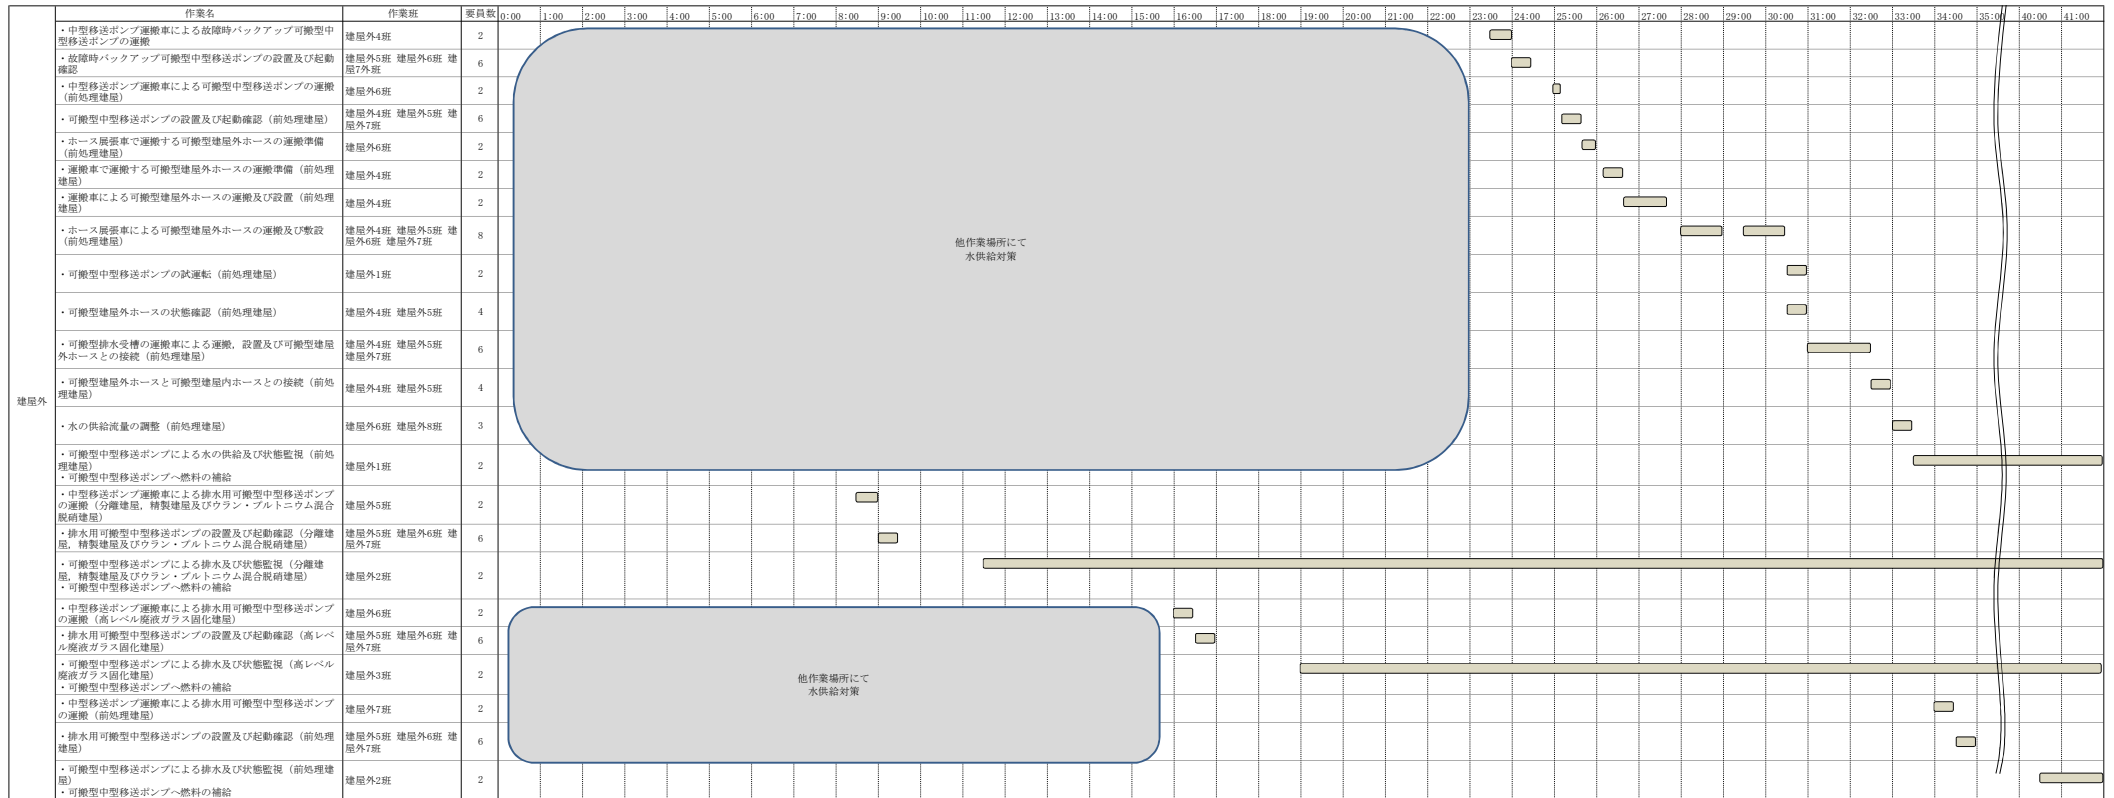 作業名 作業班 要員数 0:00 1:00 2:00 3:00 4:00 5:00 6:00 7:00 8:00 9:00 10:00 11:00 12:00 13:00 14:00 15:00 16:00 17:00 18:00 19:00 20:00 21:00 22:00 23:00 24:00 25:00 26:00 27:00 28:00 29:00 30:00 31:00 32:00 33:00 34:00 35:00 40:00 41:00
建屋外
・中型移送ポンプ運搬車による故障時バックアップ可搬型中
型移送ポンプの運搬
建屋外4班
2
・故障時バックアップ可搬型中型移送ポンプの設置及び起動
確認
建屋外5班 建屋外6班 建
屋7外班
6
・中型移送ポンプ運搬車による可搬型中型移送ポンプの運搬
（前処理建屋）
建屋外6班
2
・可搬型中型移送ポンプの設置及び起動確認（前処理建屋）
建屋外4班 建屋外5班 建
屋外7班
6
・ホース展張車で運搬する可搬型建屋外ホースの運搬準備
（前処理建屋）
建屋外6班
2
・運搬車で運搬する可搬型建屋外ホースの運搬準備（前処理
建屋）
建屋外4班
2
・運搬車による可搬型建屋外ホースの運搬及び設置（前処理
建屋）
建屋外4班
2
・ホース展張車による可搬型建屋外ホースの運搬及び敷設
（前処理建屋）
建屋外4班 建屋外5班 建
屋外6班 建屋外7班
8
他作業場所にて
水供給対策
・可搬型中型移送ポンプの試運転（前処理建屋）
建屋外1班
2
・可搬型建屋外ホースの状態確認（前処理建屋）
建屋外4班 建屋外5班
4
・可搬型排水受槽の運搬車による運搬，設置及び可搬型建屋
外ホースとの接続（前処理建屋）
建屋外4班 建屋外5班
建屋外7班
6
・可搬型建屋外ホースと可搬型建屋内ホースとの接続（前処
理建屋）
建屋外4班 建屋外5班
4
・水の供給流量の調整（前処理建屋）
建屋外6班 建屋外8班
3
・可搬型中型移送ポンプによる水の供給及び状態監視（前処
理建屋）
・可搬型中型移送ポンプへ燃料の補給
建屋外1班
2
・中型移送ポンプ運搬車による排水用可搬型中型移送ポンプ
の運搬（分離建屋，精製建屋及びウラン・プルトニウム混合
脱硝建屋）
建屋外5班
2
・排水用可搬型中型移送ポンプの設置及び起動確認（分離建
屋，精製建屋及びウラン・プルトニウム混合脱硝建屋）
建屋外5班 建屋外6班 建
屋外7班
6
・可搬型中型移送ポンプによる排水及び状態監視（分離建
屋，精製建屋及びウラン・プルトニウム混合脱硝建屋）
・可搬型中型移送ポンプへ燃料の補給
建屋外2班
2
・中型移送ポンプ運搬車による排水用可搬型中型移送ポンプ
の運搬（高レベル廃液ガラス固化建屋）
建屋外6班
2
・排水用可搬型中型移送ポンプの設置及び起動確認（高レベ
ル廃液ガラス固化建屋）
建屋外5班 建屋外6班 建
屋外7班
6
・可搬型中型移送ポンプによる排水及び状態監視（高レベル
廃液ガラス固化建屋）
・可搬型中型移送ポンプへ燃料の補給
建屋外3班
2
他作業場所にて
水供給対策
・中型移送ポンプ運搬車による排水用可搬型中型移送ポンプ
の運搬（前処理建屋）
建屋外7班
2
・排水用可搬型中型移送ポンプの設置及び起動確認（前処理
建屋）
建屋外5班 建屋外6班 建
屋外7班
6
・可搬型中型移送ポンプによる排水及び状態監視（前処理建
屋）
・可搬型中型移送ポンプへ燃料の補給
建屋外2班
2